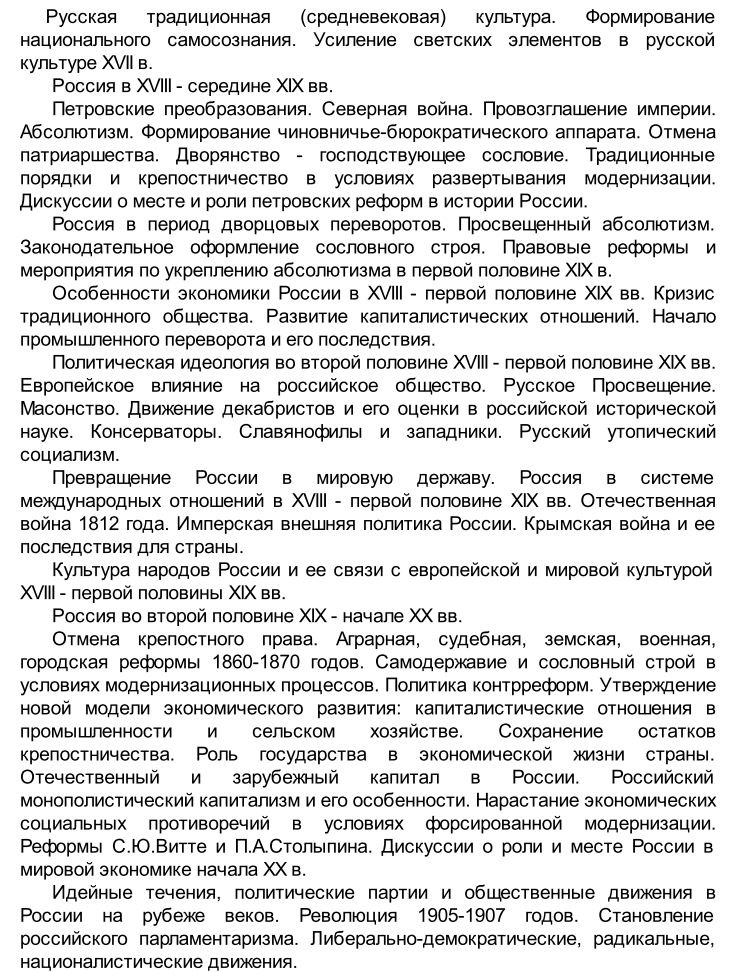 Русская традиционная (средневековая) культура. Формирование
национального самосознания. Усиление светских элементов в русской
культуре XVII в.
Россия в XVIII - середине XIX вв.
Петровские преобразования. Северная война. Провозглашение империи.
Абсолютизм. Формирование чиновничье-бюрократического аппарата. Отмена
патриаршества. Дворянство - господствующее сословие. Традиционные
порядки и крепостничество в условиях развертывания модернизации.
Дискуссии о месте и роли петровских реформ в истории России.
Россия в период дворцовых переворотов. Просвещенный абсолютизм.
Законодательное оформление сословного строя. Правовые реформы и
мероприятия по укреплению абсолютизма в первой половине XIX в.
Особенности экономики России в XVIII - первой половине XIX вв. Кризис
традиционного общества. Развитие капиталистических отношений. Начало
промышленного переворота и его последствия.
Политическая идеология во второй половине XVIII - первой половине XIX вв.
Европейское влияние на российское общество. Русское Просвещение.
Масонство. Движение декабристов и его оценки в российской исторической
науке. Консерваторы. Славянофилы и западники. Русский утопический
социализм.
Превращение России в мировую державу. Россия в системе
международных отношений в XVIII - первой половине XIX вв. Отечественная
война 1812 года. Имперская внешняя политика России. Крымская война и ее
последствия для страны.
Культура народов России и ее связи с европейской и мировой культурой
XVIII - первой половины XIX вв.
Россия во второй половине XIX - начале XX вв.
Отмена крепостного права. Аграрная, судебная, земская, военная,
городская реформы 1860-1870 годов. Самодержавие и сословный строй в
условиях модернизационных процессов. Политика контрреформ. Утверждение
новой модели экономического развития: капиталистические отношения в
промышленности и сельском хозяйстве. Сохранение остатков
крепостничества. Роль государства в экономической жизни страны.
Отечественный и зарубежный капитал в России. Российский
монополистический капитализм и его особенности. Нарастание экономических
социальных противоречий в условиях форсированной модернизации.
Реформы С.Ю.Витте и П.А.Столыпина. Дискуссии о роли и месте России в
мировой экономике начала XX в.
Идейные течения, политические партии и общественные движения в
России на рубеже веков. Революция 1905-1907 годов. Становление
российского парламентаризма. Либерально-демократические, радикальные,
националистические движения.